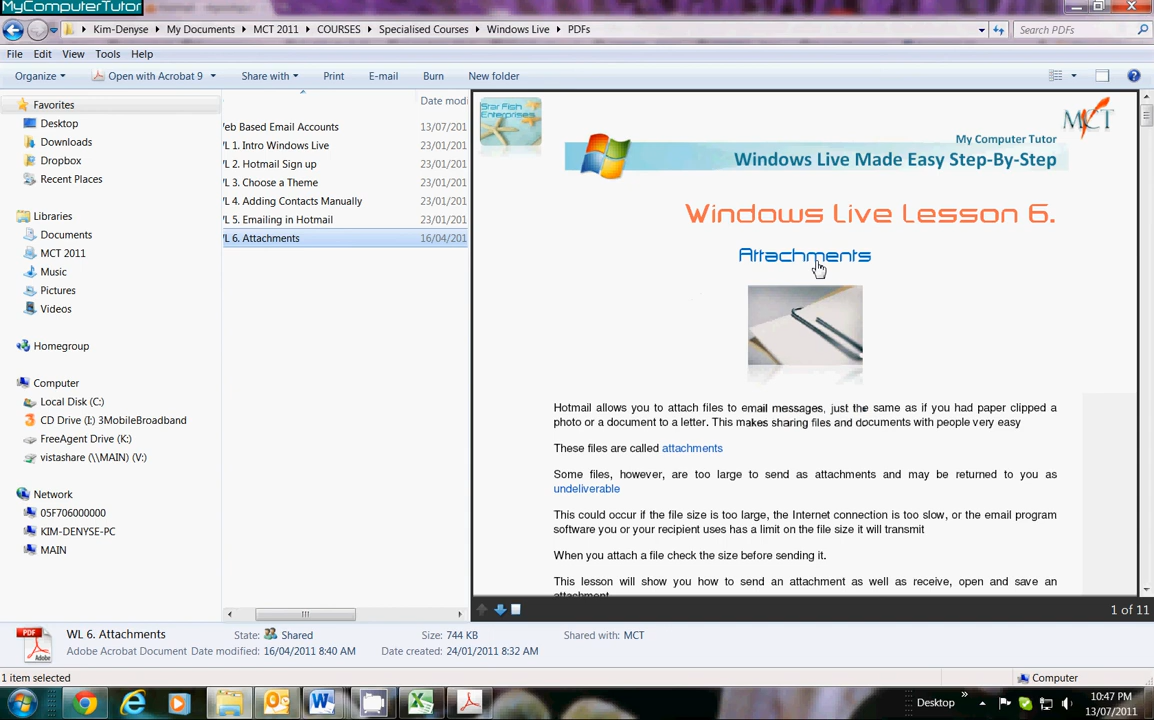 MyComputerTutor
Kim-Denyse
My Documents
MCT 2011
COURSES
Specialised Courses
Windows Live
PDFs
Search PDFs
File
Edit
View
Tools
Help
Organize
Open with Acrobat 9
Share with
Print
E-mail
Burn
New folder
Favorites
Desktop
Downloads
Dropbox
Recent Places
Libraries
Documents
MCT 2011
Music
Pictures
Videos
Homegroup
Computer
Local Disk (C:)
CD Drive (I:) 3MobileBroadband
FreeAgent Drive (K:)
vistashare (\\MAIN) (V:)
Network
05F706000000
KIM-DENYSE-PC
MAIN
Date modi
eb Based Email Accounts 13/07/201
L 1. Intro Windows Live 23/01/201
L 2. Hotmail Sign up 23/01/201
L 3. Choose a Theme 23/01/201
L 4. Adding Contacts Manually 23/01/201
L 5. Emailing in Hotmail 23/01/201
L 6. Attachments 16/04/201
Star Fish
Enterprises
MCT
My Computer Tutor
Windows Live Made Easy Step-By-Step
Windows Live Lesson 6.
Attachments
Hotmail allows you to attach files to email messages, just the same as if you had paper clipped a
photo or a document to a letter. This makes sharing files and documents with people very easy
These files are called attachments
Some files, however, are too large to send as attachments and may be returned to you as
undeliverable
This could occur if the file size is too large, the Internet connection is too slow, or the email program
software you or your recipient uses has a limit on the file size it will transmit
When you attach a file check the size before sending it.
This lesson will show you how to send an attachment as well as receive, open and save an
attachment
1 of 11
PDF
Adobe
WL 6. Attachments
Adobe Acrobat Document
State: Shared
Date modified: 16/04/2011 8:40 AM
Size: 744 KB
Date created: 24/01/2011 8:32 AM
Shared with: MCT
1 item selected
Computer
Desktop
10:47 PM
13/07/2011